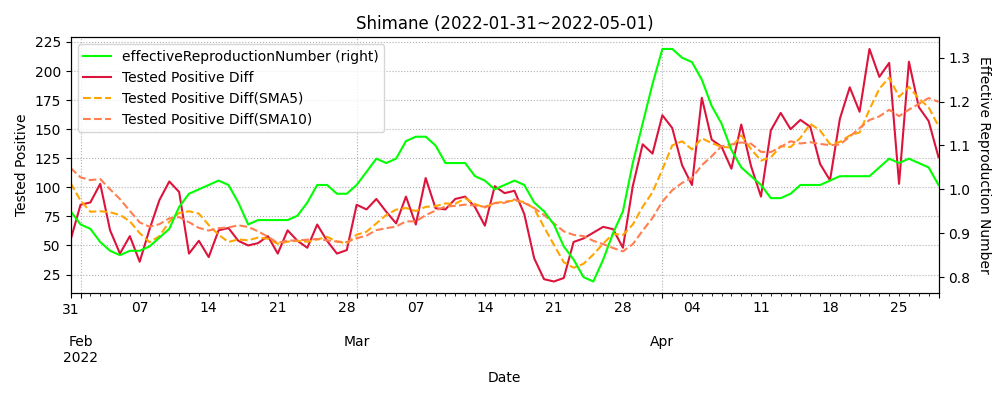 Shimane (2022-01-31~2022-05-01)
effectiveReproductionNumber (right)
Tested Positive Diff
Tested Positive Diff(SMA5)
Tested Positive Diff(SMA10)
Tested Positive
225
200
175
150
125
100
75
50
25
1.3
1.2
1.1
1.0
0.9
0.8
Effective Reproduction Number
31 07 14 21 28 07 14 21 28 04 11 18 25
Feb Mar Apr
2022
Date